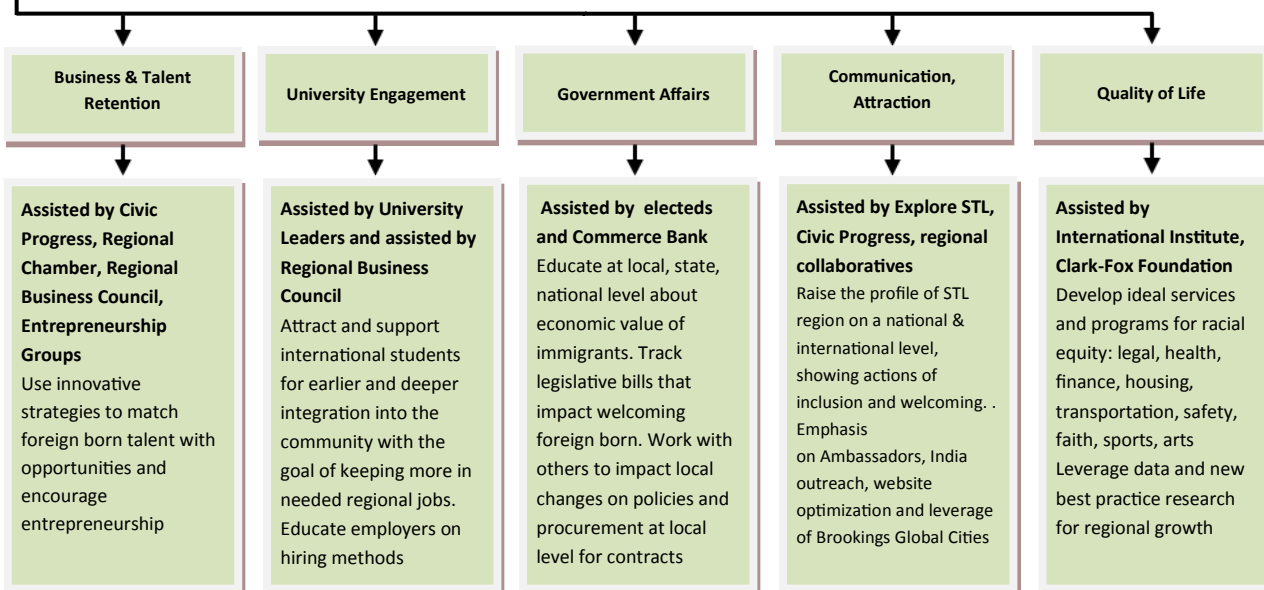 Business & Talent
Retention
University Engagement
Government Affairs
Communication,
Attraction
Quality of Life
Assisted by Civic
Progress, Regional
Chamber, Regional
Business Council,
Entrepreneurship
Groups
Use innovative
strategies to match
foreign born talent with
opportunities and
encourage
entrepreneurship
Assisted by University
Leaders and assisted by
Regional Business
Council
Attract and support
international students
for earlier and deeper
integration into the
community with the
goal of keeping more in
needed regional jobs.
Educate employers on
hiring methods
Assisted by electeds
and Commerce Bank
Educate at local, state,
national level about
economic value of
immigrants. Track
legislative bills that
impact welcoming
foreign born. Work with
others to impact local
changes on policies and
procurement at local
level for contracts
Assisted by Explore STL,
Civic Progress, regional
collaboratives
Raise the profile of STL
region on a national &
international level,
showing actions of
inclusion and welcoming. .
Emphasis
on Ambassadors, India
outreach, website
optimization and leverage
of Brookings Global Cities
Assisted by
International Institute,
Clark-Fox Foundation
Develop ideal services
and programs for racial
equity: legal, health,
finance, housing,
transportation, safety,
faith, sports, arts
Leverage data and new
best practice research
for regional growth